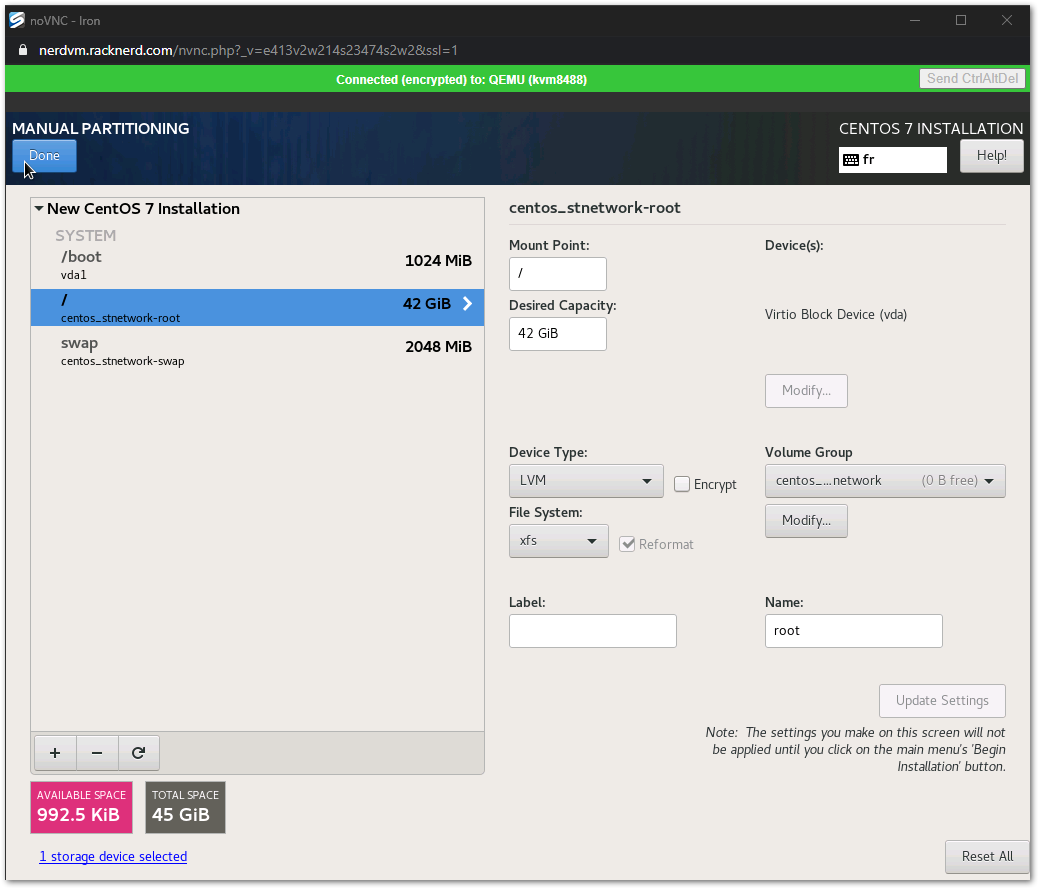 noVNC - Iron
nerdvm.racknerd.com/nvnc.php?_v=e413v2w214s23474s2w2&ssl=1
Connected (encrypted) to: QEMU (kvm8488)
Send CtrlAltDel
MANUAL PARTITIONING
CENTOS 7 INSTALLATION
Done
fr
Help!
New CentOS 7 Installation
SYSTEM
/boot
1024 MiB
vda1
/
42 GiB
centos_stnetwork-root
swap
2048 MiB
centos_stnetwork-swap
centos_stnetwork-root
Mount Point:
Device(s):
/
Desired Capacity:
42 GiB
Virtio Block Device (vda)
Modify...
Device Type:
Volume Group
LVM
Encrypt
centos_...network (0 B free)
File System:
Modify...
xfs
Reformat
Label:
Name:
root
Update Settings
Note: The settings you make on this screen will not
be applied until you click on the main menu's 'Begin
Installation' button.
+
-
AVAILABLE SPACE
992.5 KiB
TOTAL SPACE
45 GiB
1 storage device selected
Reset All